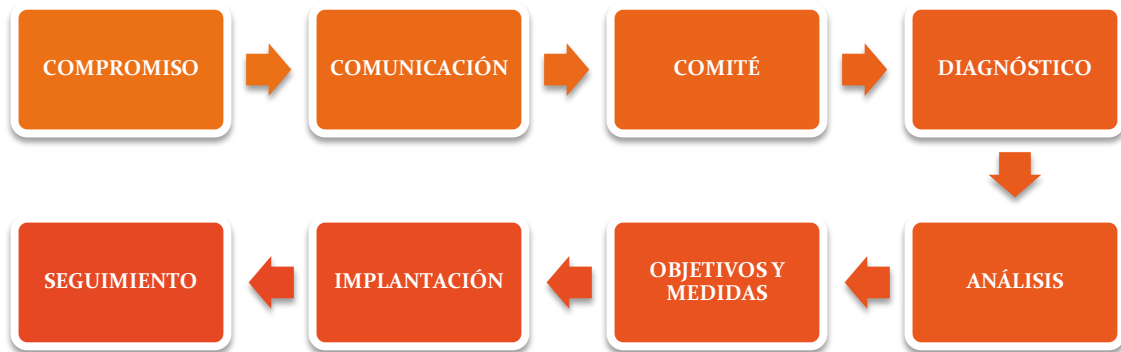 COMPROMISO
COMUNICACIÓN
COMITÉ
DIAGNÓSTICO
ANÁLISIS
OBJETIVOS Y
MEDIDAS
IMPLANTACIÓN
SEGUIMIENTO